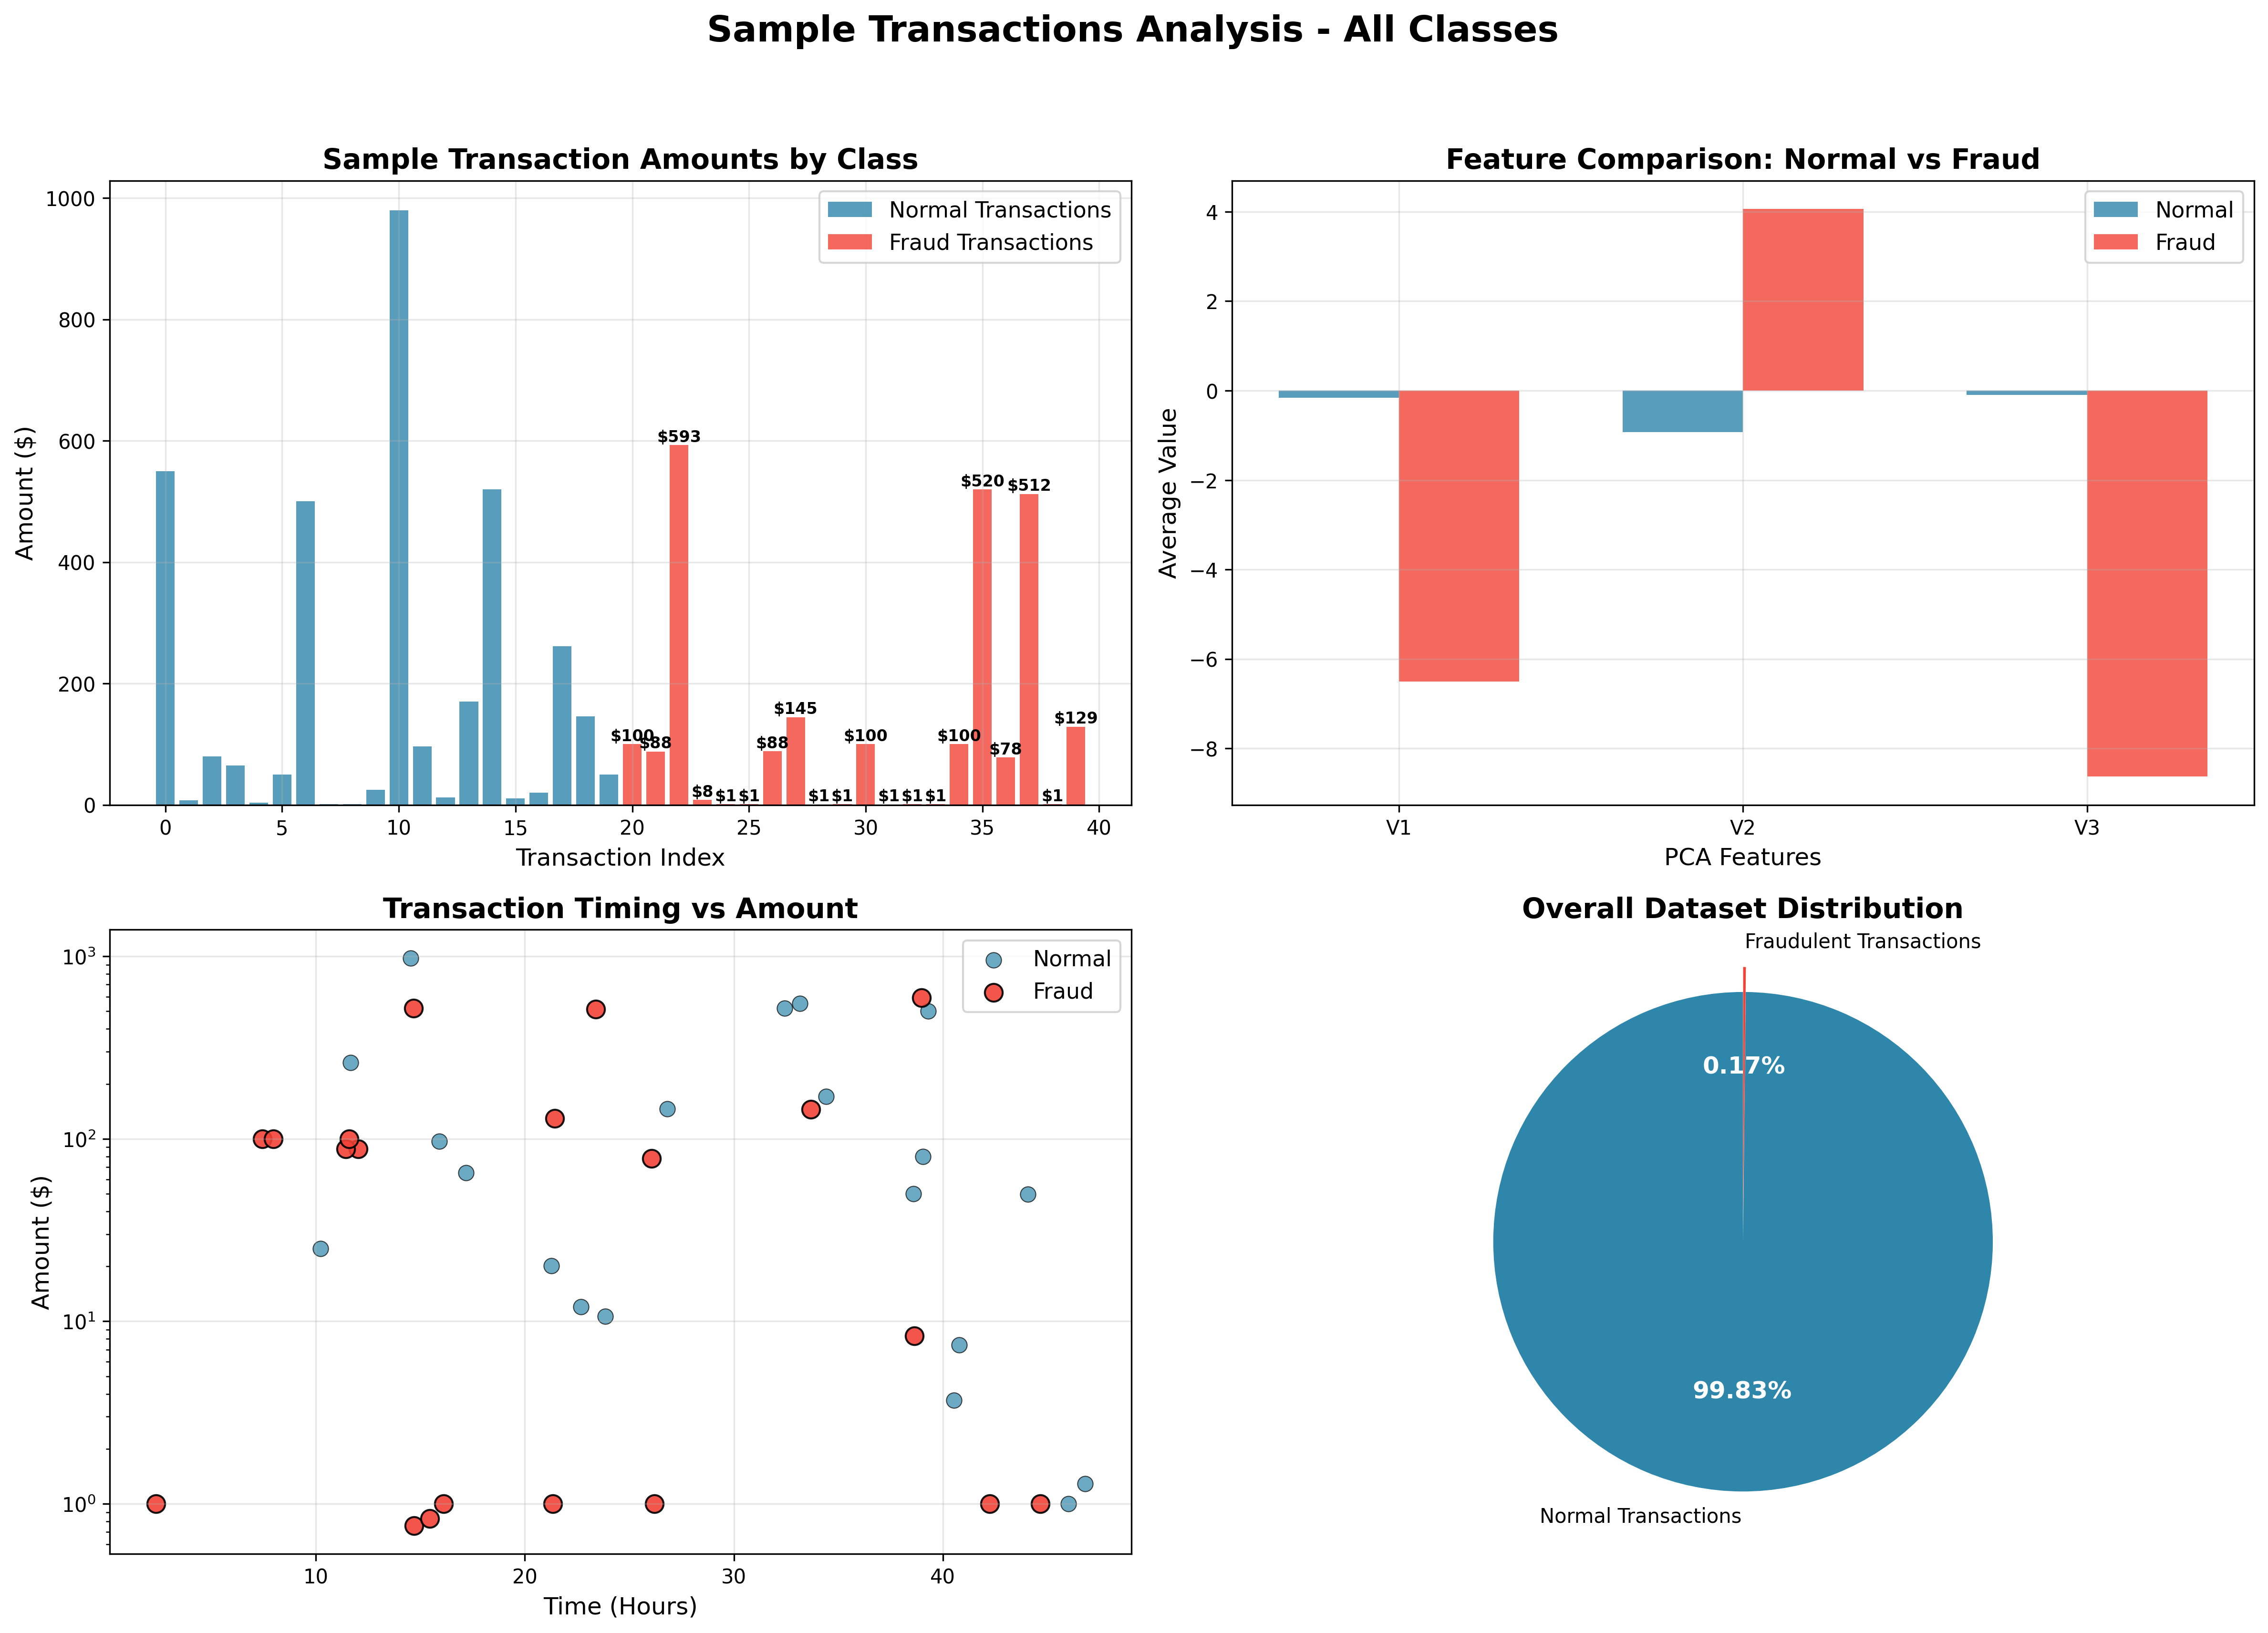 Sample Transactions Analysis - All Classes
Sample Transaction Amounts by Class
Normal Transactions
Fraud Transactions
Amount ($)
1000
800
600
400
200
0
$100
$88
$593
$8
$1
$1
$88
$145
$1
$1
$100
$1
$1
$1
$100
$520
$78
$512
$1
$129
0 5 10 15 20 25 30 35 40
Transaction Index
Feature Comparison: Normal vs Fraud
Normal
Fraud
Average Value
4
2
0
−2
−4
−6
−8
V1 V2 V3
PCA Features
Transaction Timing vs Amount
Normal
Fraud
Amount ($)
10³
10²
10¹
10⁰
10 20 30 40
Time (Hours)
Overall Dataset Distribution
Fraudulent Transactions
0.17%
99.83%
Normal Transactions